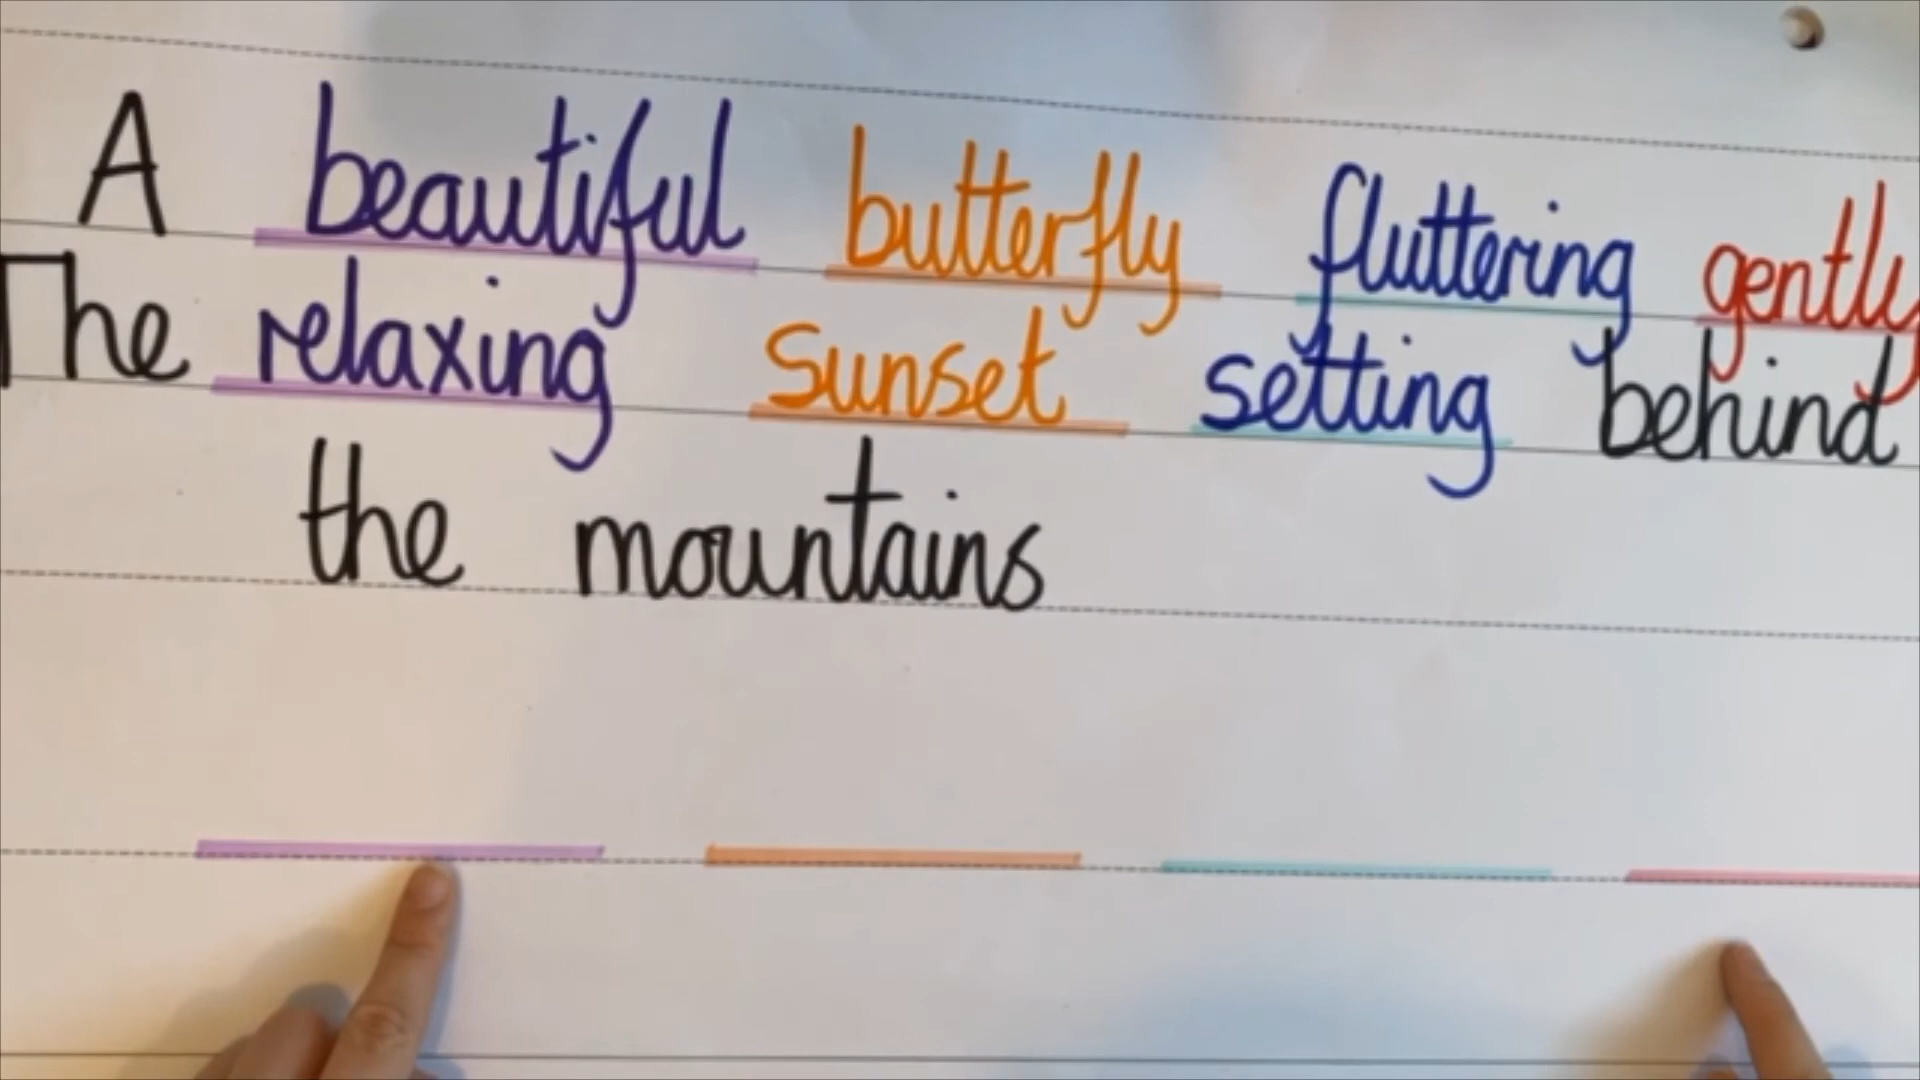 A beautiful butterfly fluttering gently
The relaxing sunset setting behind
the mountains